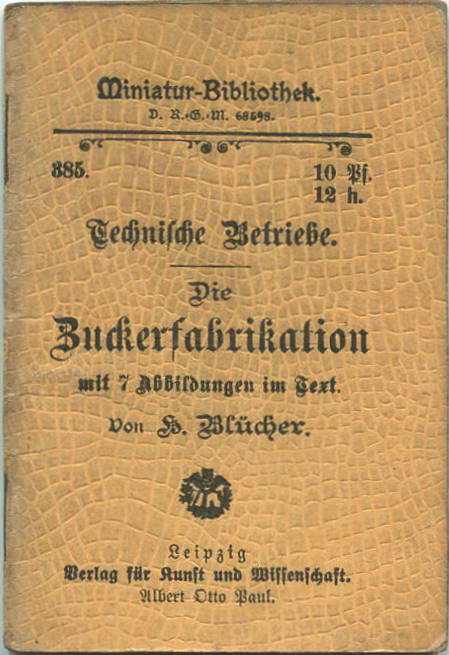 Miniatur-Bibliothek.
D. R.-G.-M. 68598.
385.
10 Pf.
12 h.
Technische Betriebe.
Die
Zuckerfabrikation
mit 7 Abbildungen im Text.
Von H. Blücher.
Leipzig
Verlag für Kunst und Wissenschaft.
Albert Otto Paul.